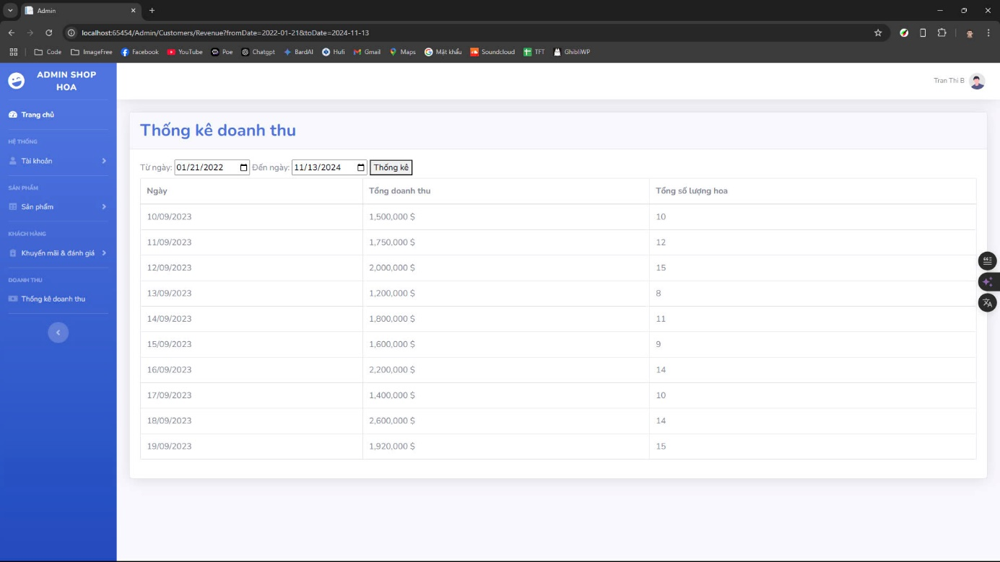 Admin
localhost:65454/Admin/Customers/Revenue?fromDate=2022-01-21&toDate=2024-11-13
Code ImageFree Facebook YouTube Poe Chatgpt BardAI Hufi Gmail Maps Mật khẩu Soundcloud TFT GhibliWP
ADMIN SHOP
HOA
Tran Thi B
Trang chủ
HỆ THỐNG
Tài khoản
SẢN PHẨM
Sản phẩm
KHÁCH HÀNG
Khuyến mãi & đánh giá
DOANH THU
Thống kê doanh thu
Thống kê doanh thu
Từ ngày: 01/21/2022 Đến ngày: 11/13/2024 Thống kê
Ngày Tổng doanh thu Tổng số lượng hoa
10/09/2023 1,500,000 $ 10
11/09/2023 1,750,000 $ 12
12/09/2023 2,000,000 $ 15
13/09/2023 1,200,000 $ 8
14/09/2023 1,800,000 $ 11
15/09/2023 1,600,000 $ 9
16/09/2023 2,200,000 $ 14
17/09/2023 1,400,000 $ 10
18/09/2023 2,600,000 $ 14
19/09/2023 1,920,000 $ 15